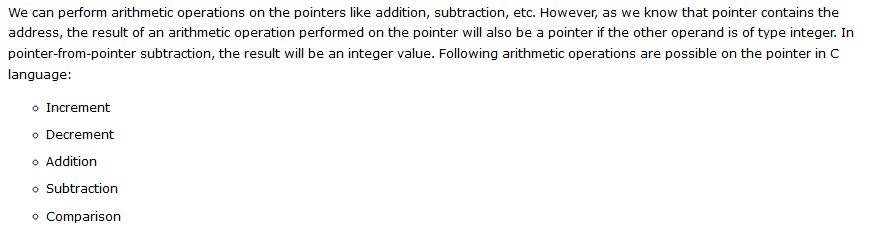 We can perform arithmetic operations on the pointers like addition, subtraction, etc. However, as we know that pointer contains the
address, the result of an arithmetic operation performed on the pointer will also be a pointer if the other operand is of type integer. In
pointer-from-pointer subtraction, the result will be an integer value. Following arithmetic operations are possible on the pointer in C
language:
Increment
Decrement
Addition
Subtraction
Comparison